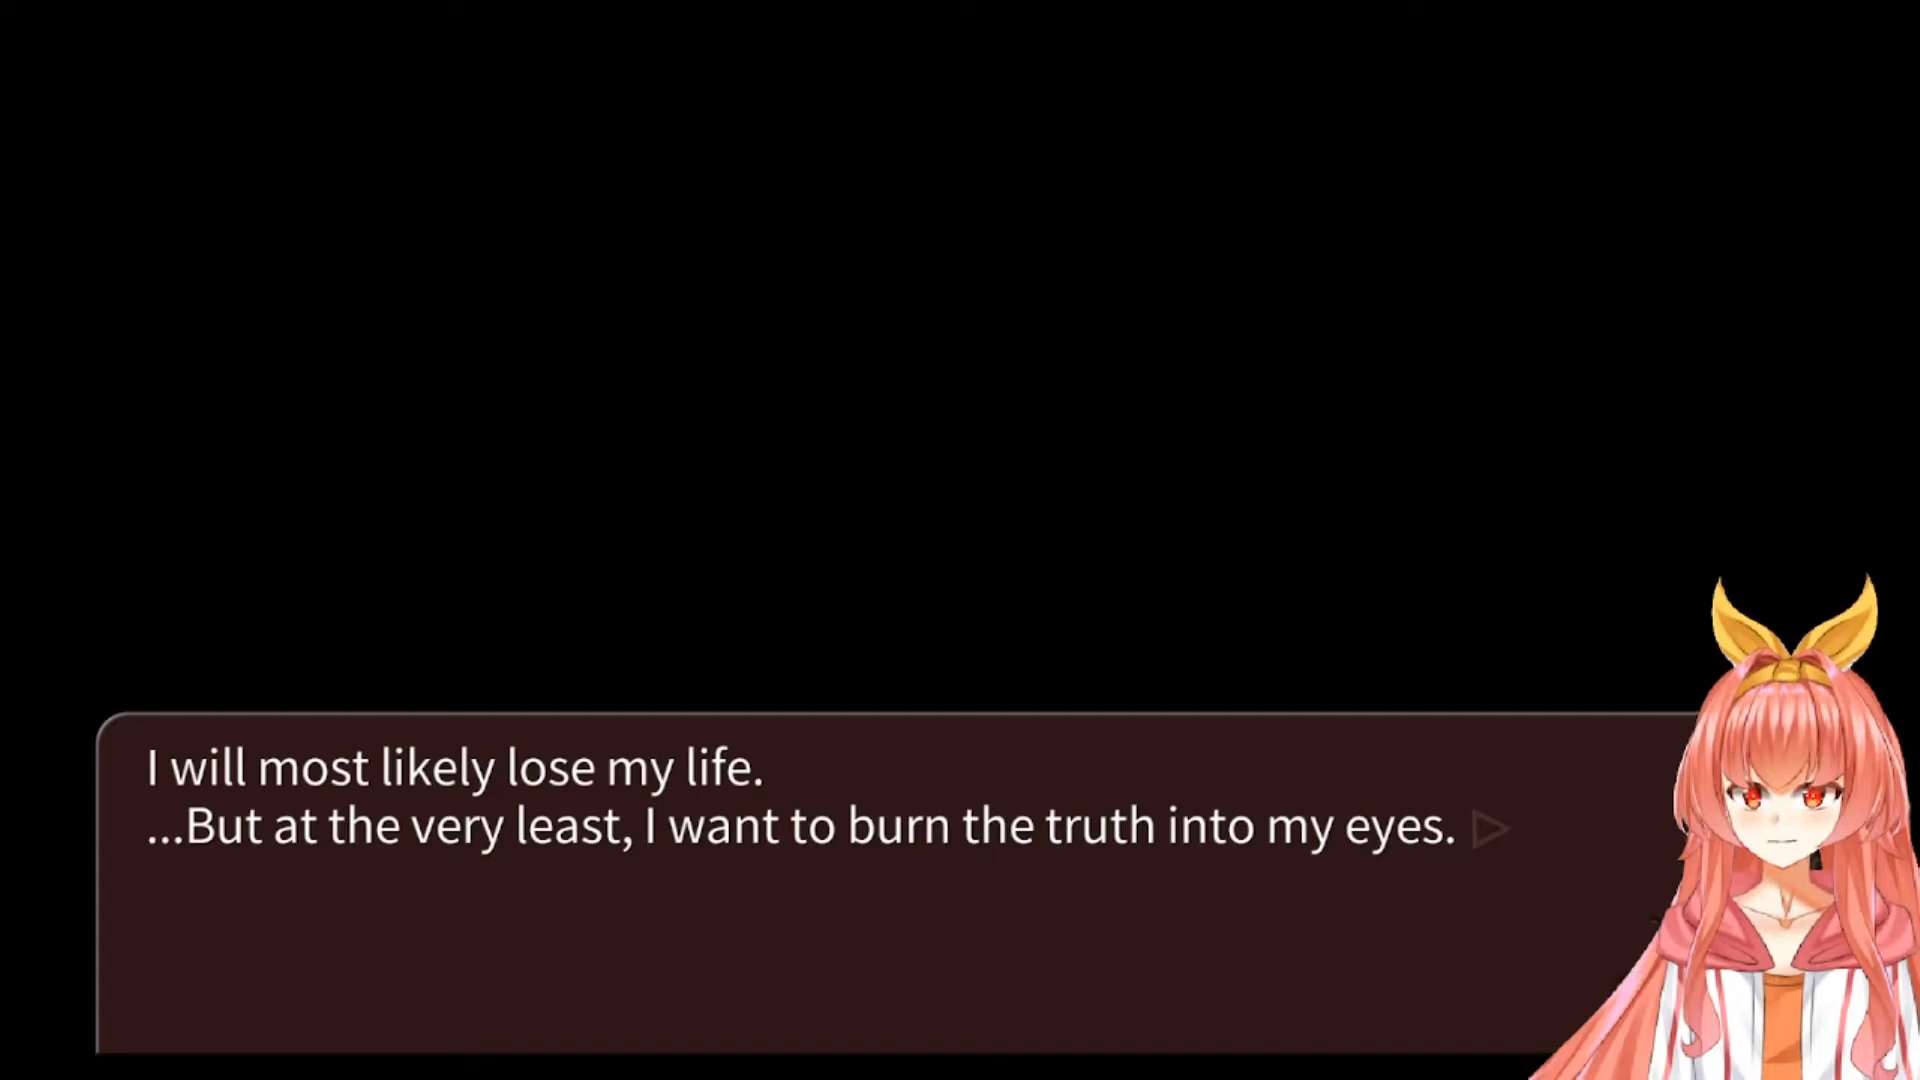 I will most likely lose my life.
...But at the very least, I want to burn the truth into my eyes.